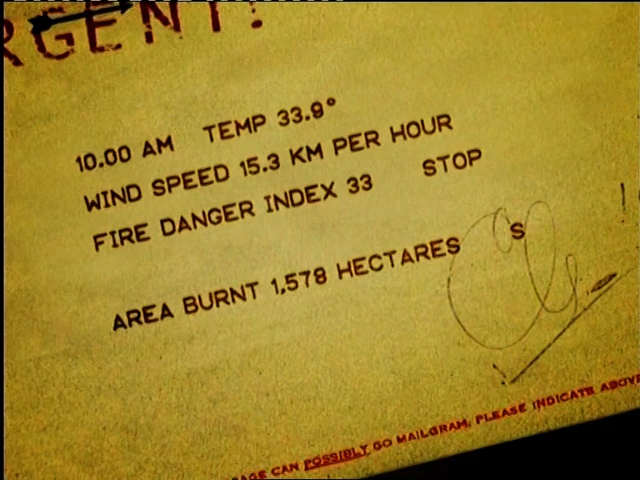 RGENT!
10.00 AM TEMP 33.9°
WIND SPEED 15.3 KM PER HOUR
FIRE DANGER INDEX 33 STOP
AREA BURNT 1,578 HECTARES S
CAN POSSIBLY GO MAILGRAM, PLEASE INDICATE ABOVE